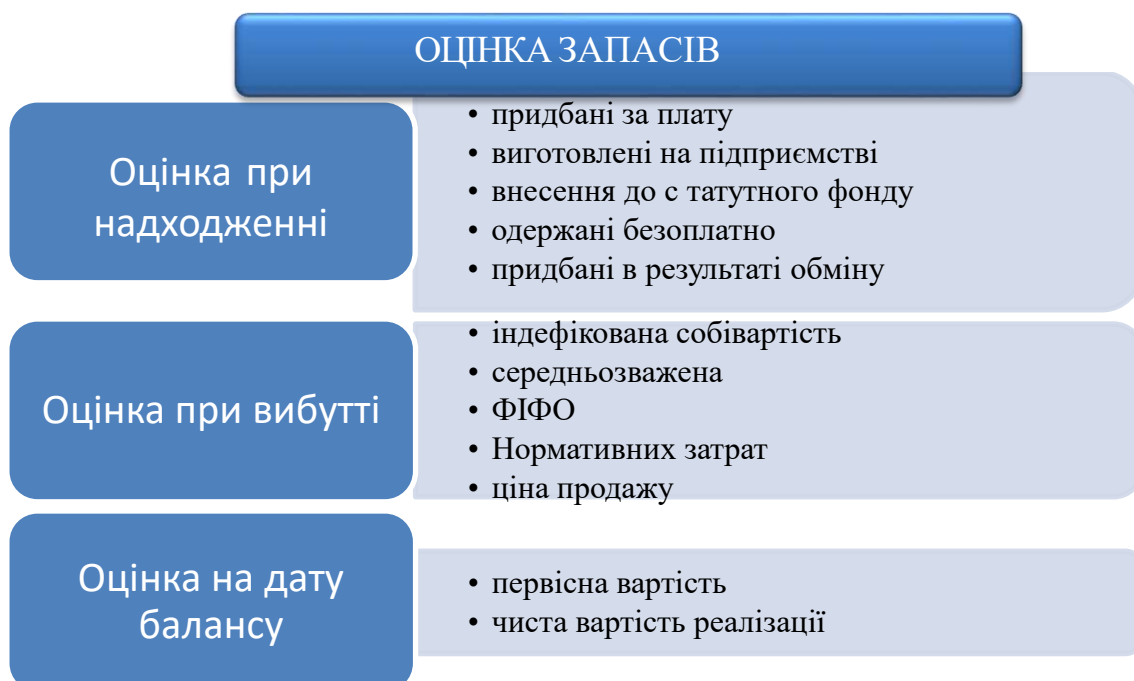 ОЦІНКА ЗАПАСІВ
Оцінка при
надходженні
• придбані за плату
• виготовлені на підприємстві
• внесення до с татутного фонду
• одержані безоплатно
• придбані в результаті обміну
Оцінка при вибутті
• індефікована собівартість
• середньозважена
• ФІФО
• Нормативних затрат
• ціна продажу
Оцінка на дату
балансу
• первісна вартість
• чиста вартість реалізації